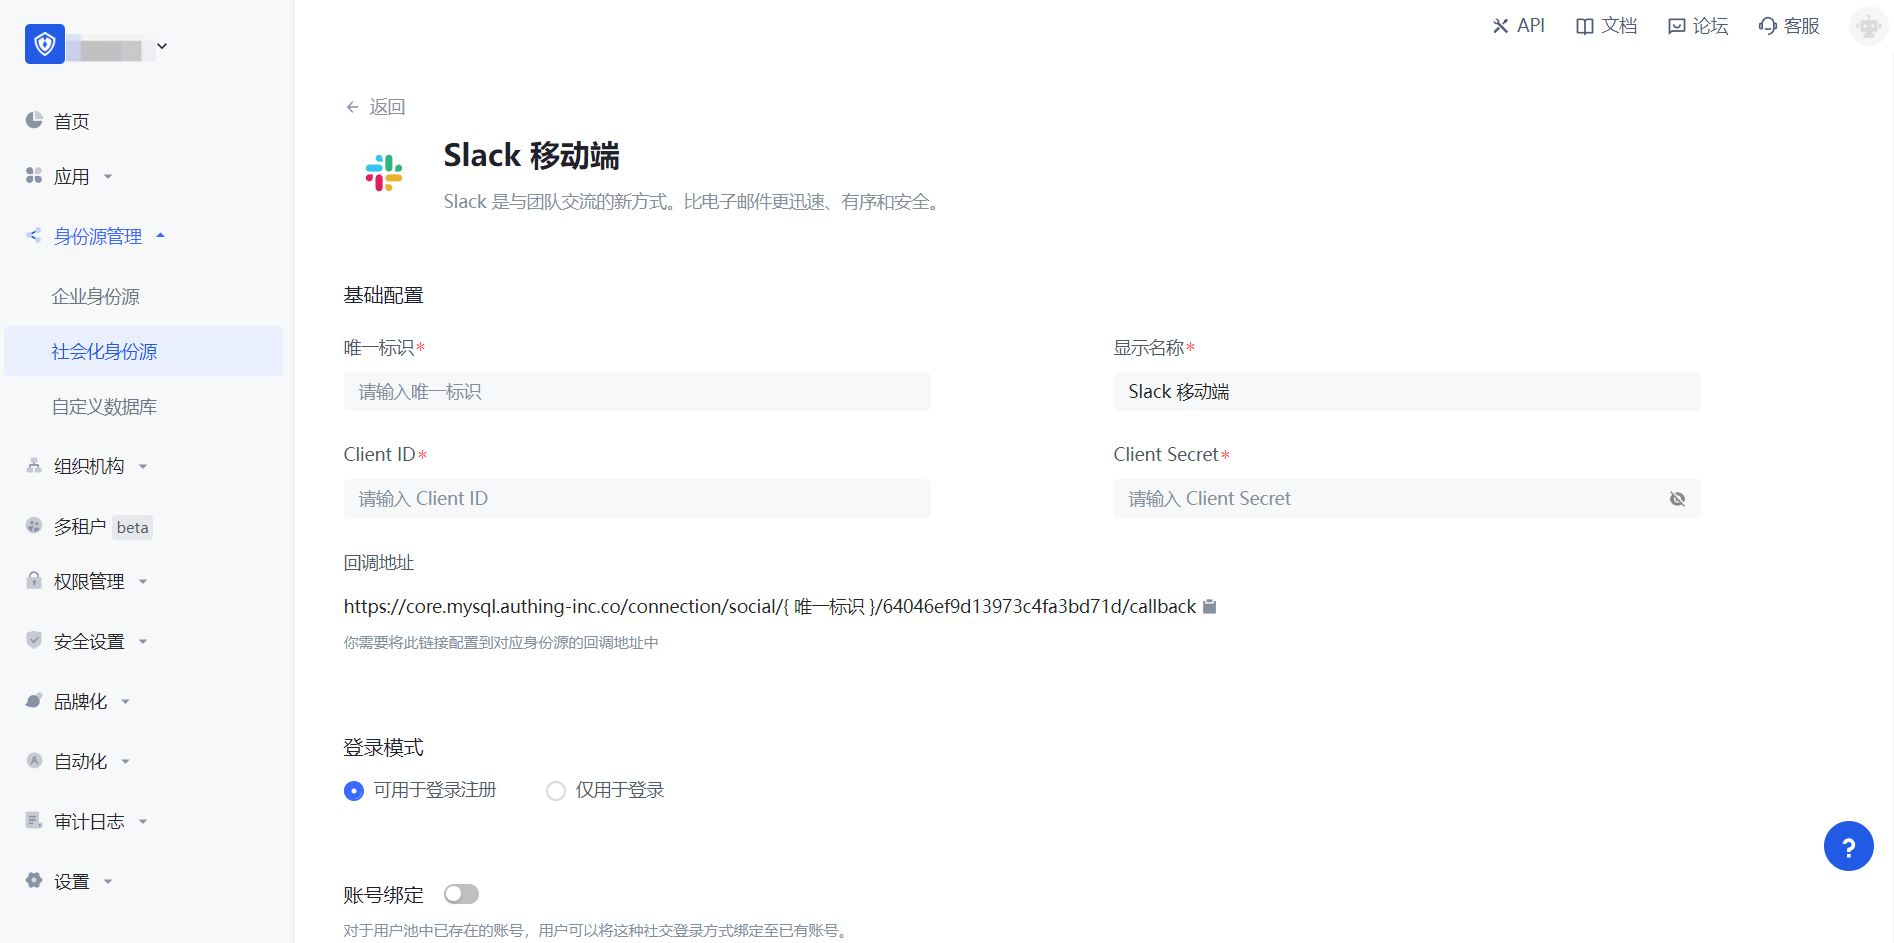 API
文档
论坛
客服
首页
应用
身份源管理
企业身份源
社会化身份源
自定义数据库
组织机构
多租户 beta
权限管理
安全设置
品牌化
自动化
审计日志
设置
返回
Slack 移动端
Slack 是与团队交流的新方式。比电子邮件更迅速、有序和安全。
基础配置
唯一标识*
请输入唯一标识
显示名称*
Slack 移动端
Client ID*
请输入 Client ID
Client Secret*
请输入 Client Secret
回调地址
https://core.mysql.authing-inc.co/connection/social/{ 唯一标识 }/64046ef9d13973c4fa3bd71d/callback
你需要将此链接配置到对应身份源的回调地址中
登录模式
可用于登录注册
仅用于登录
账号绑定
对于用户池中已存在的账号，用户可以将这种社交登录方式绑定至已有账号。
?